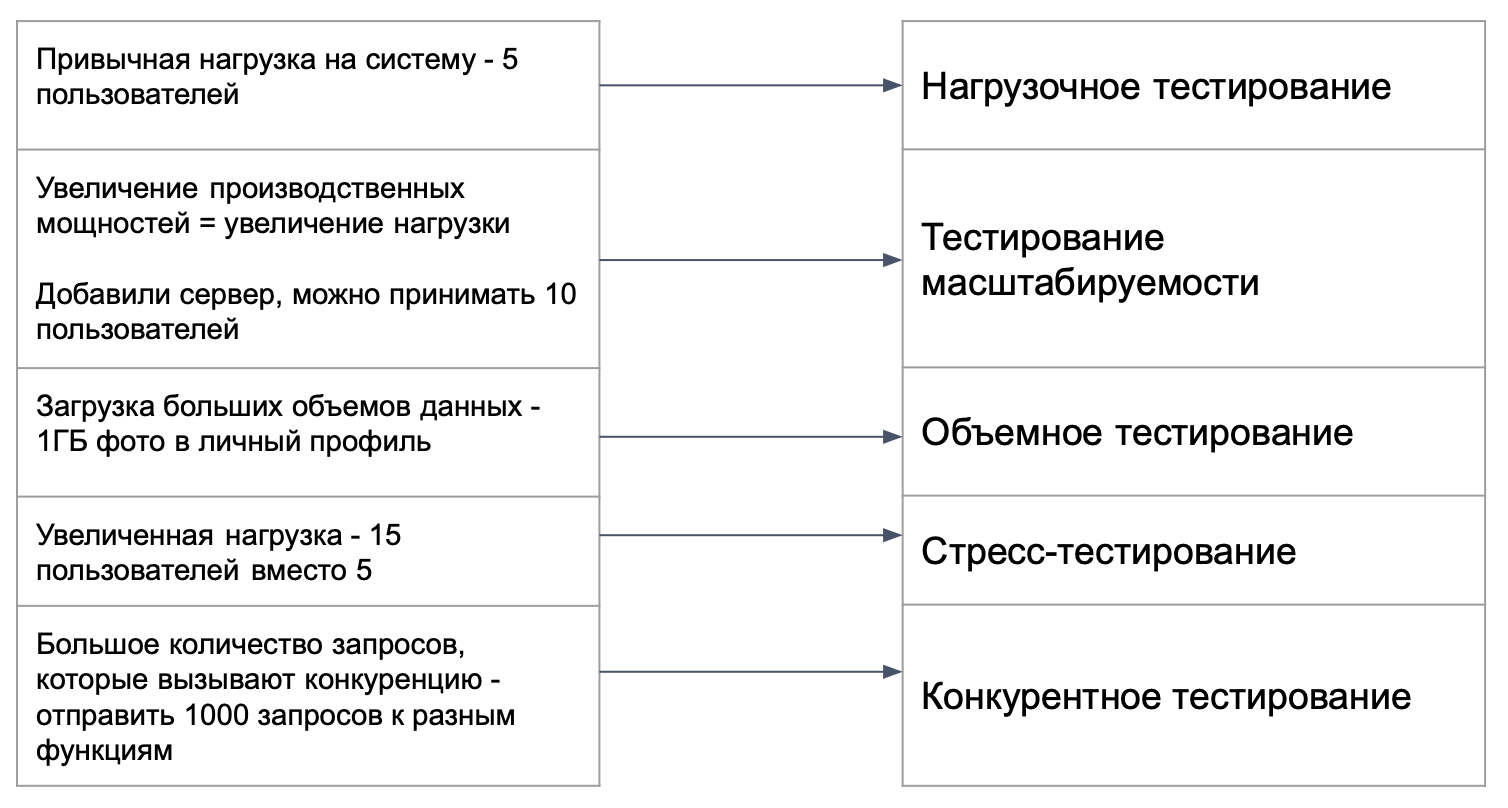 Привычная нагрузка на систему - 5
пользователей
Нагрузочное тестирование
Увеличение производственных
мощностей = увеличение нагрузки
Добавили сервер, можно принимать 10
пользователей
Тестирование
масштабируемости
Загрузка больших объемов данных -
1ГБ фото в личный профиль
Объемное тестирование
Увеличенная нагрузка - 15
пользователей вместо 5
Стресс-тестирование
Большое количество запросов,
которые вызывают конкуренцию -
отправить 1000 запросов к разным
функциям
Конкурентное тестирование